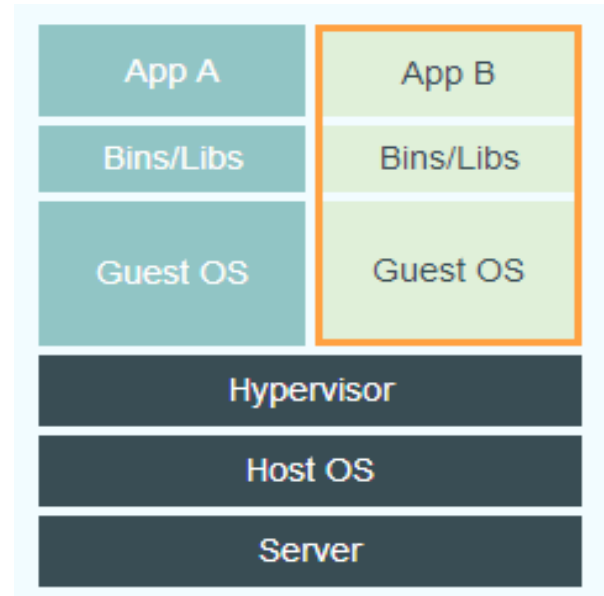 App A
App B
Bins/Libs
Bins/Libs
Guest OS
Guest OS
Hypervisor
Host OS
Server